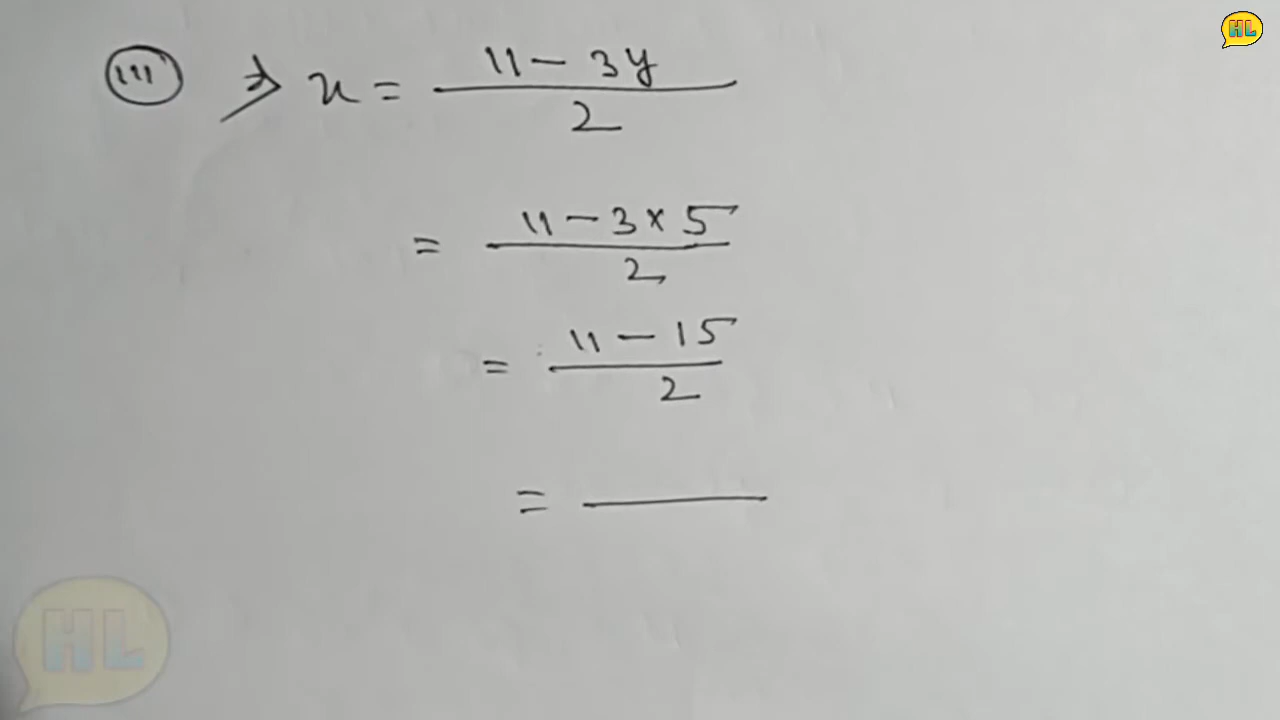 HL
(iii) ⇒ x = (11 - 3y)/2
= (11 - 3 × 5)/2
= (11 - 15)/2
=
HL